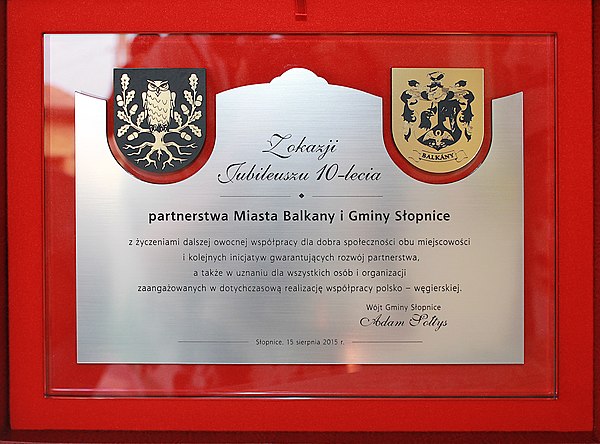 BALKÁNY
Z okazji
Jubileuszu 10-lecia
partnerstwa Miasta Balkany i Gminy Słopnice
z życzeniami dalszej owocnej współpracy dla dobra społeczności obu miejscowości
i kolejnych inicjatyw gwarantujących rozwój partnerstwa,
a także w uznaniu dla wszystkich osób i organizacji
zaangażowanych w dotychczasową realizację współpracy polsko – węgierskiej.
Wójt Gminy Słopnice
Adam Sołtys
Słopnice, 15 sierpnia 2015 r.